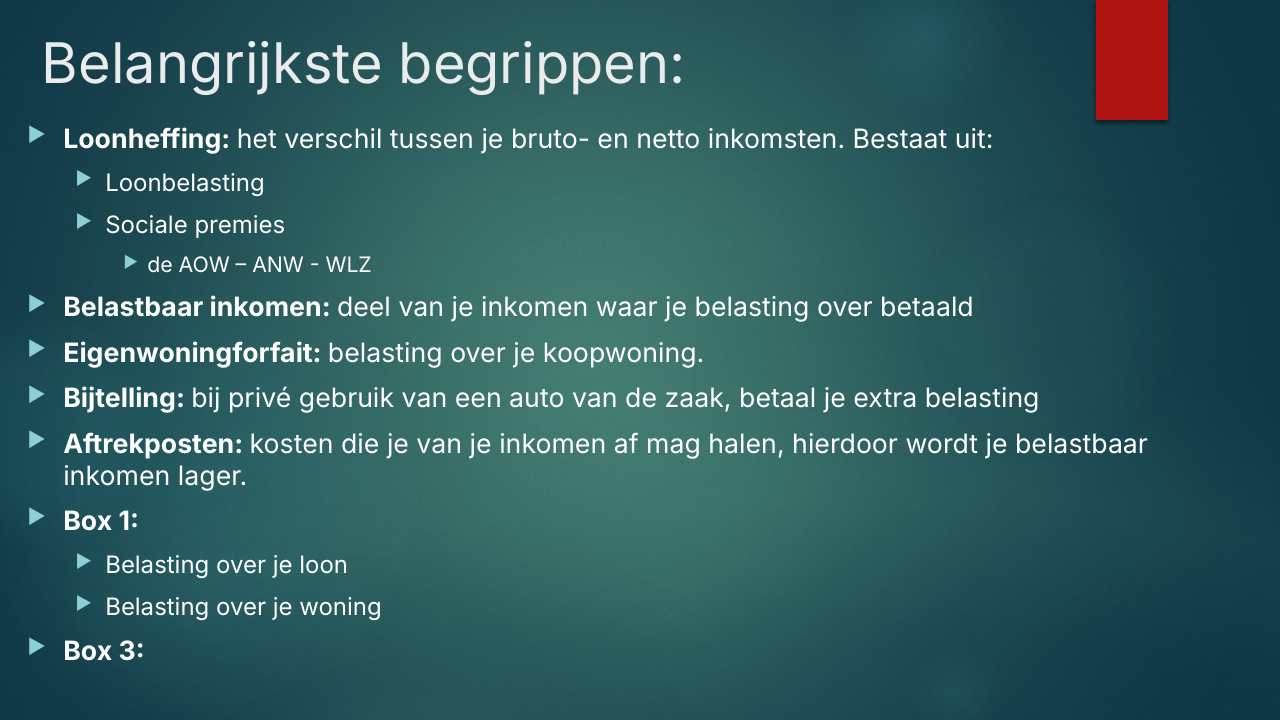 Belangrijkste begrippen:
Loonheffing: het verschil tussen je bruto- en netto inkomsten. Bestaat uit:
Loonbelasting
Sociale premies
de AOW – ANW - WLZ
Belastbaar inkomen: deel van je inkomen waar je belasting over betaald
Eigenwoningforfait: belasting over je koopwoning.
Bijtelling: bij privé gebruik van een auto van de zaak, betaal je extra belasting
Aftrekposten: kosten die je van je inkomen af mag halen, hierdoor wordt je belastbaar
inkomen lager.
Box 1:
Belasting over je loon
Belasting over je woning
Box 3: